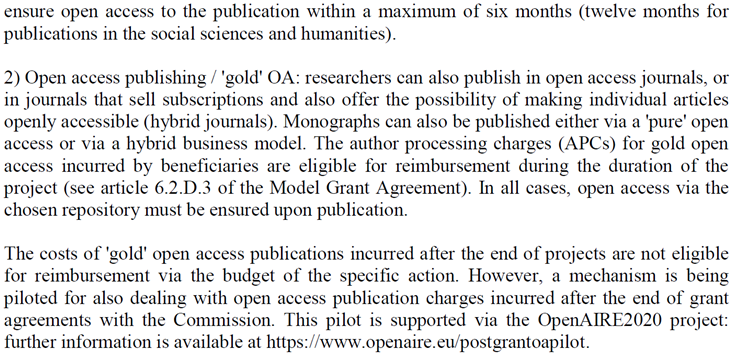 ensure open access to the publication within a maximum of six months (twelve months for
publications in the social sciences and humanities).
2) Open access publishing / 'gold' OA: researchers can also publish in open access journals, or
in journals that sell subscriptions and also offer the possibility of making individual articles
openly accessible (hybrid journals). Monographs can also be published either via a 'pure' open
access or via a hybrid business model. The author processing charges (APCs) for gold open
access incurred by beneficiaries are eligible for reimbursement during the duration of the
project (see article 6.2.D.3 of the Model Grant Agreement). In all cases, open access via the
chosen repository must be ensured upon publication.
The costs of 'gold' open access publications incurred after the end of projects are not eligible
for reimbursement via the budget of the specific action. However, a mechanism is being
piloted for also dealing with open access publication charges incurred after the end of grant
agreements with the Commission. This pilot is supported via the OpenAIRE2020 project:
further information is available at https://www.openaire.eu/postgrantoapilot.